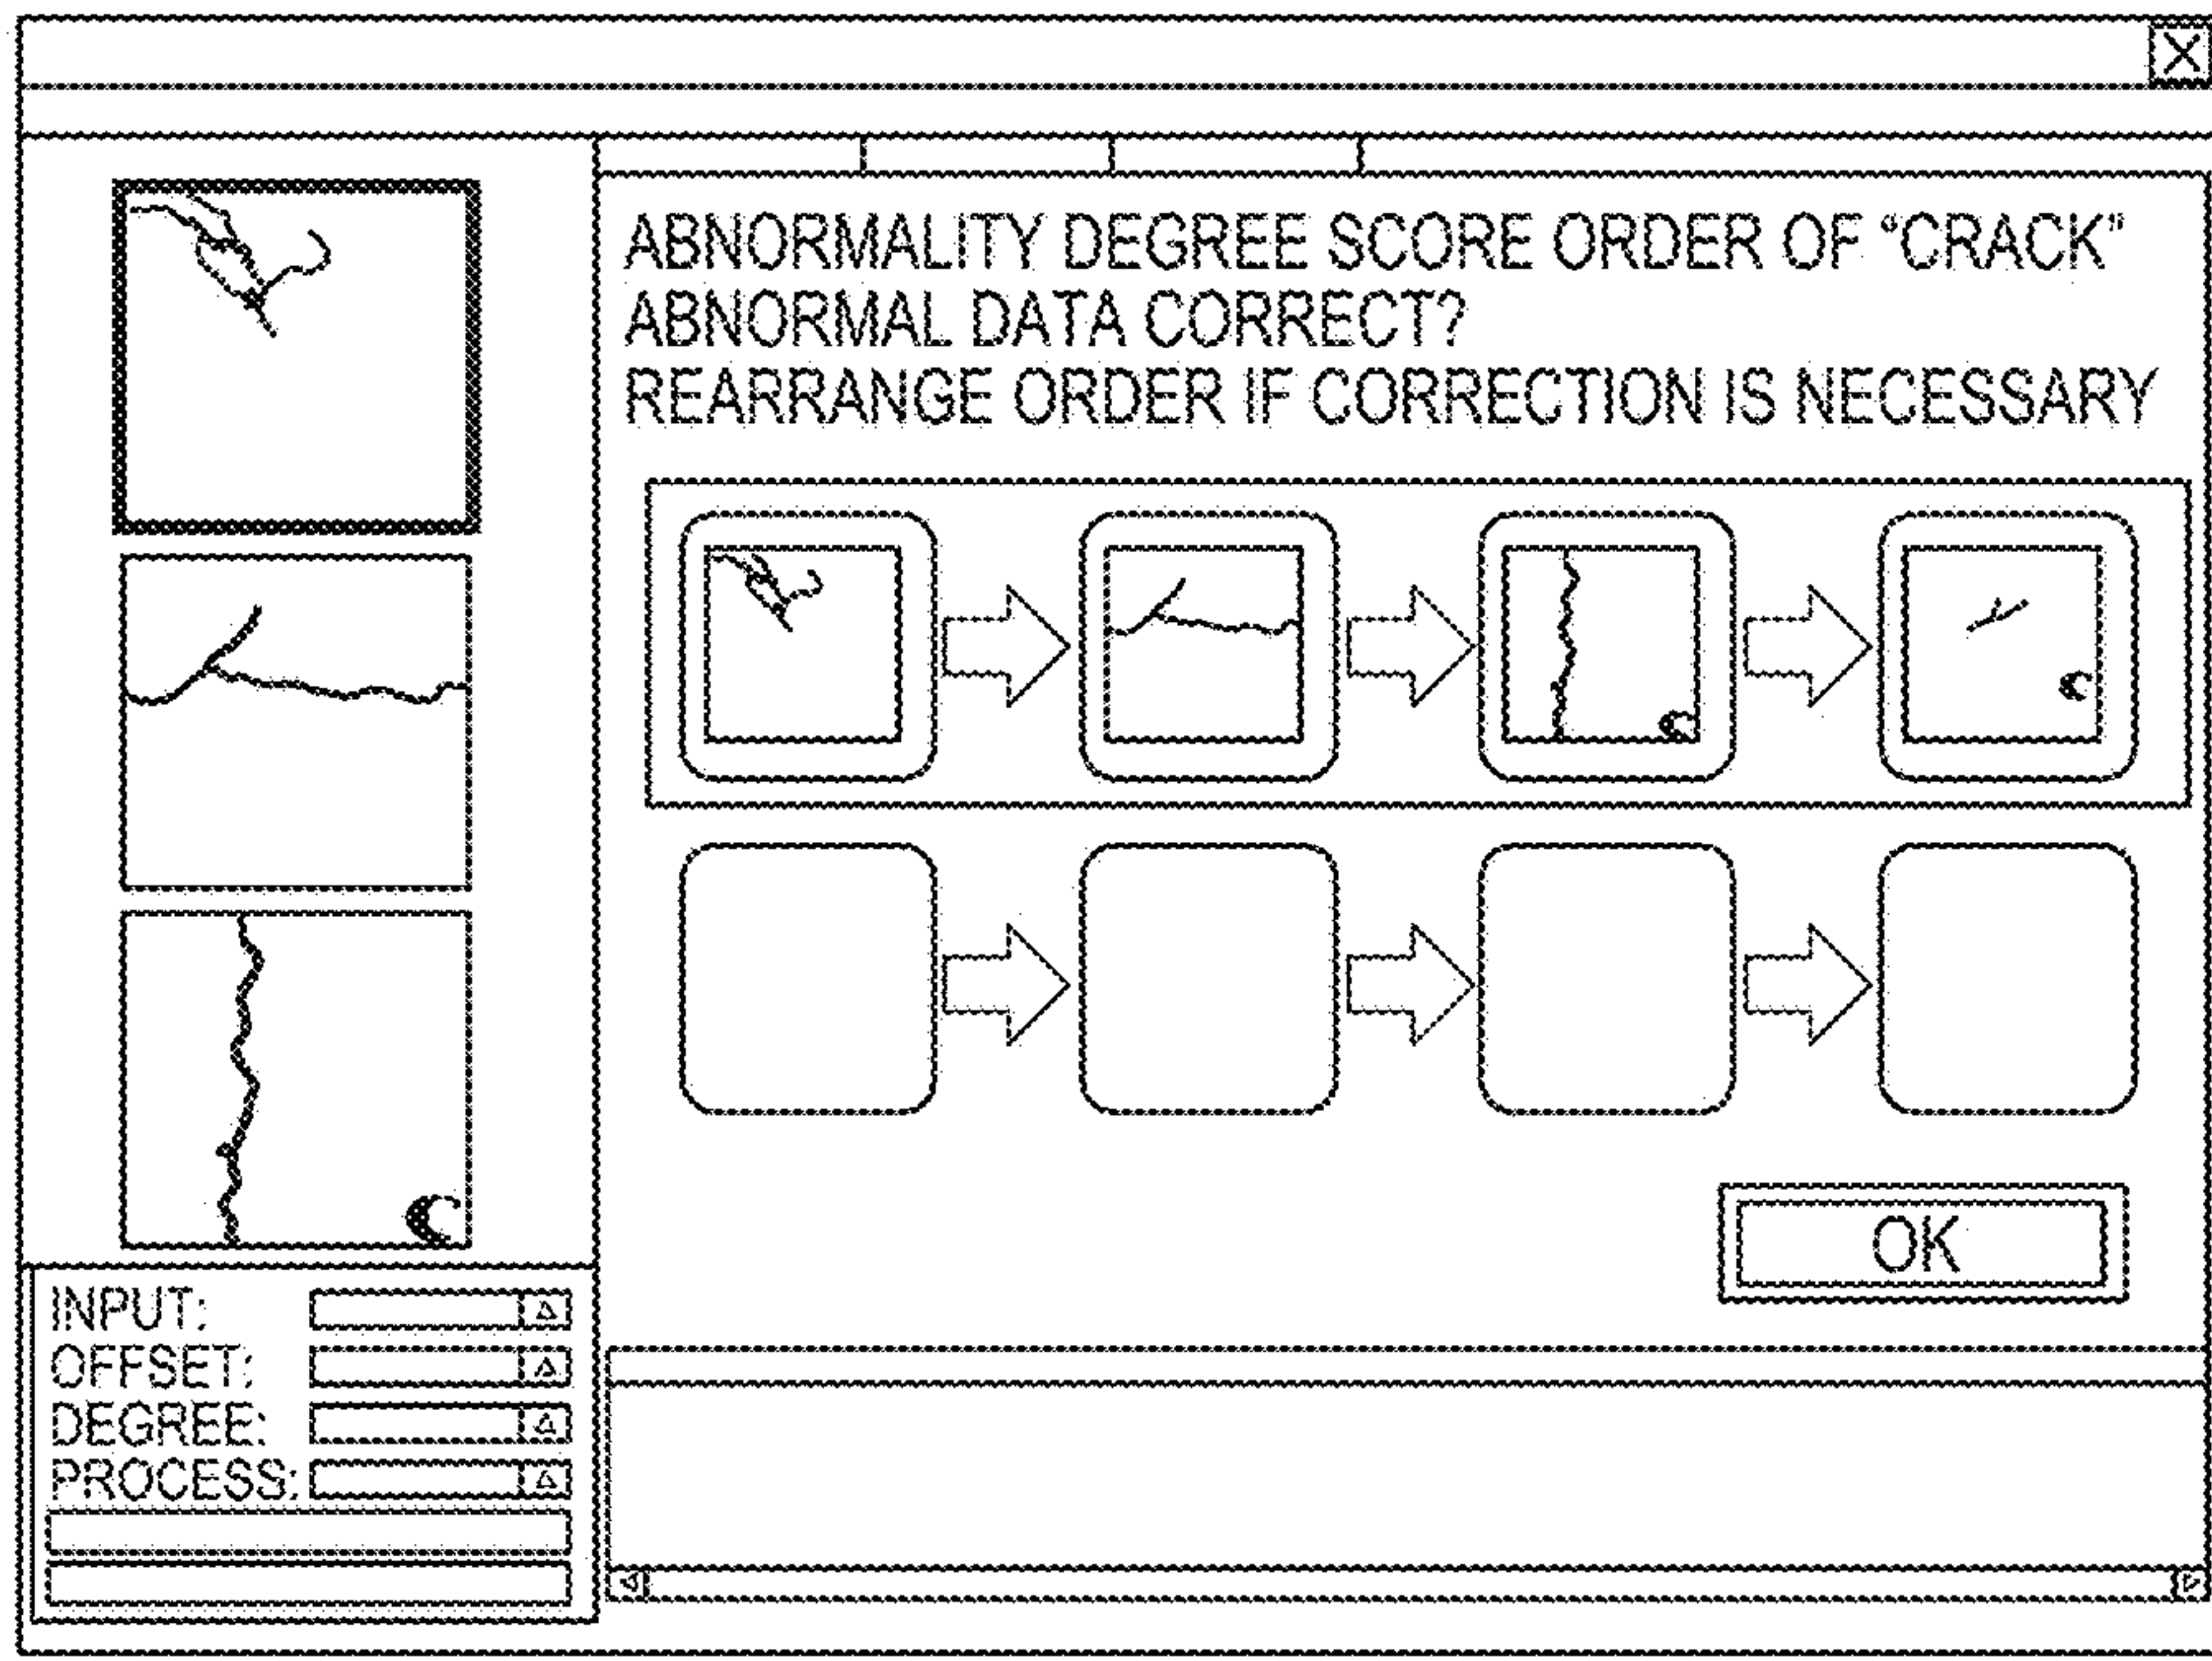 ABNORMALITY DEGREE SCORE ORDER OF “CRACK”
ABNORMAL DATA CORRECT?
REARRANGE ORDER IF CORRECTION IS NECESSARY
OK
INPUT:
OFFSET:
DEGREE:
PROCESS: